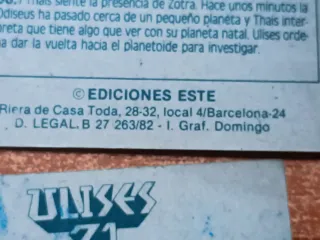 Thais siente la presencia de Zotra. Hace unos minutos la
Odiseus ha pasado cerca de un pequeño planeta y Thais inter-
preta que tiene algo que ver con su planeta natal. Ulises orde-
na dar la vuelta hacia el planetoide para investigar.
© EDICIONES ESTE
Riera de Casa Toda, 28-32, local 4/Barcelona-24
D. LEGAL. B 27 263/82 - I. Graf. Domingo
ULISES
31